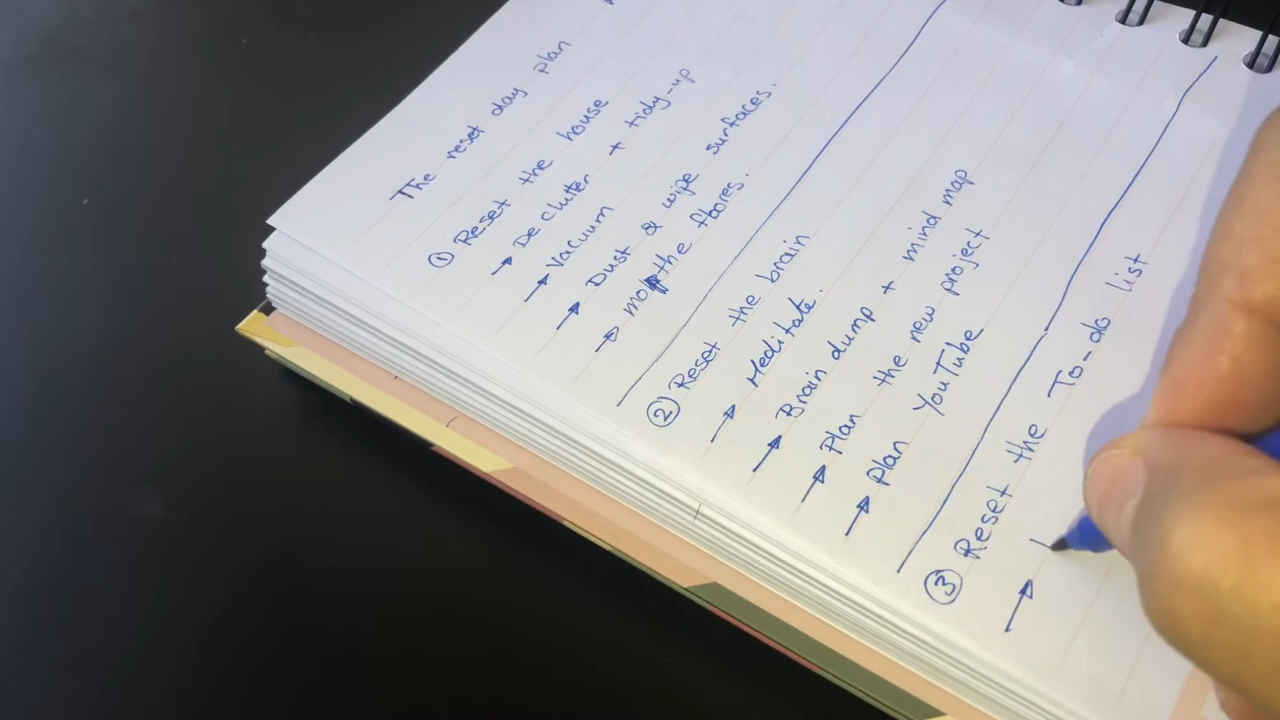 The reset day plan
① Reset the house
→ De clutter + tidy-up
→ Vacuum
→ Dust & wipe surfaces.
→ mop the floores.
② Reset the brain
→ Meditate.
→ Brain dump + mind map
→ Plan the new project
→ plan YouTube
③ Reset the To-do list
→